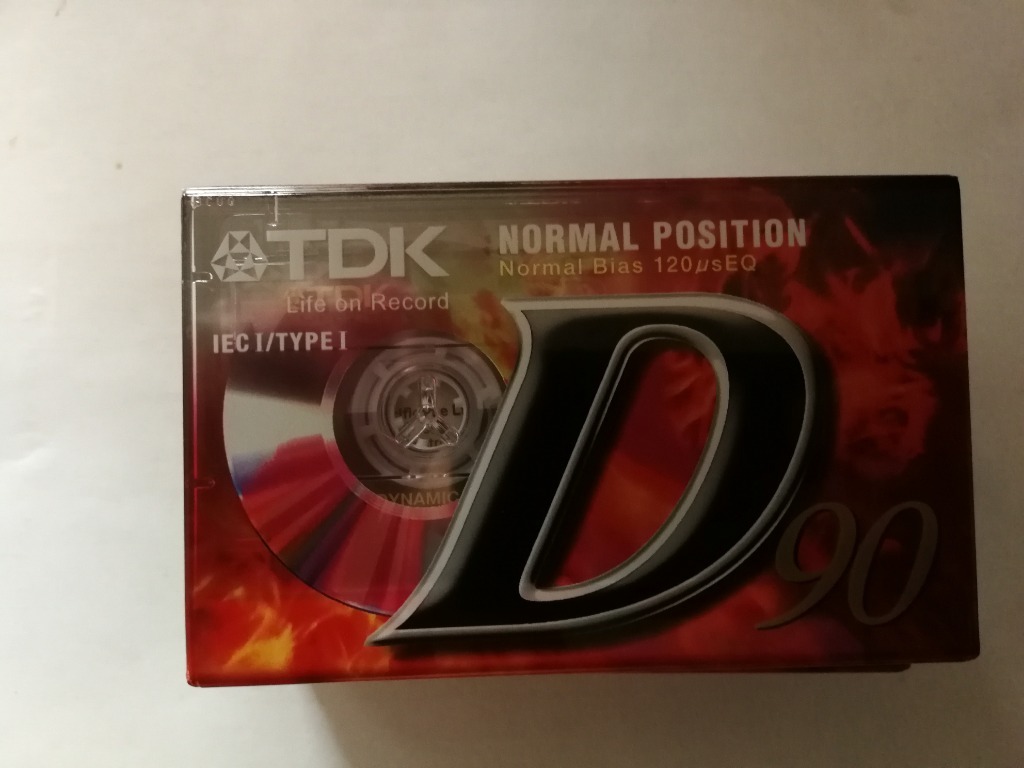 TDK
Life on Record
NORMAL POSITION
Normal Bias 120μsEQ
IEC I/TYPE I
DYNAMIC
D
90